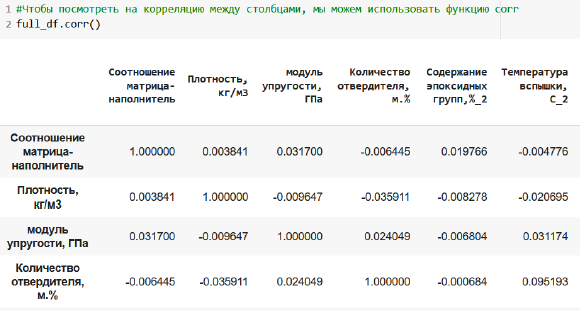 1 #Чтобы посмотреть на корреляцию между столбцами, мы можем использовать функцию corr
2 full_df.corr()
Соотношение матрица-наполнитель Плотность, кг/м3 модуль упругости, ГПа Количество отвердителя, м.% Содержание эпоксидных групп,%_2 Температура вспышки, С_2
Соотношение матрица-наполнитель 1.000000 0.003841 0.031700 -0.006445 0.019766 -0.004776
Плотность, кг/м3 0.003841 1.000000 -0.009647 -0.035911 -0.008278 -0.020695
модуль упругости, ГПа 0.031700 -0.009647 1.000000 0.024049 -0.006804 0.031174
Количество отвердителя, м.% -0.006445 -0.035911 0.024049 1.000000 -0.000684 0.095193